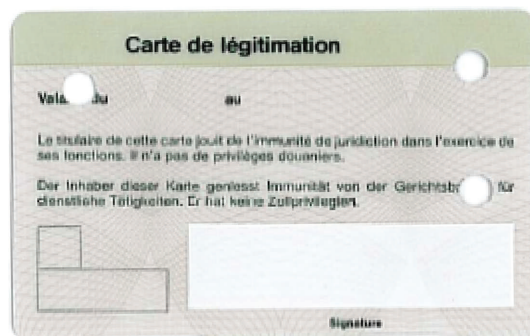 Carte de légitimation
au
Le titulaire de cette carte jouit de l'immunité de juridiction dans l'exercice de
ses fonctions. Il n'a pas de privilèges douaniers.
Der Inhaber dieser Karte geniesst Immunität von der für
dienstliche Tätigkeiten. Er hat keine Zollprivilegien.
Signature